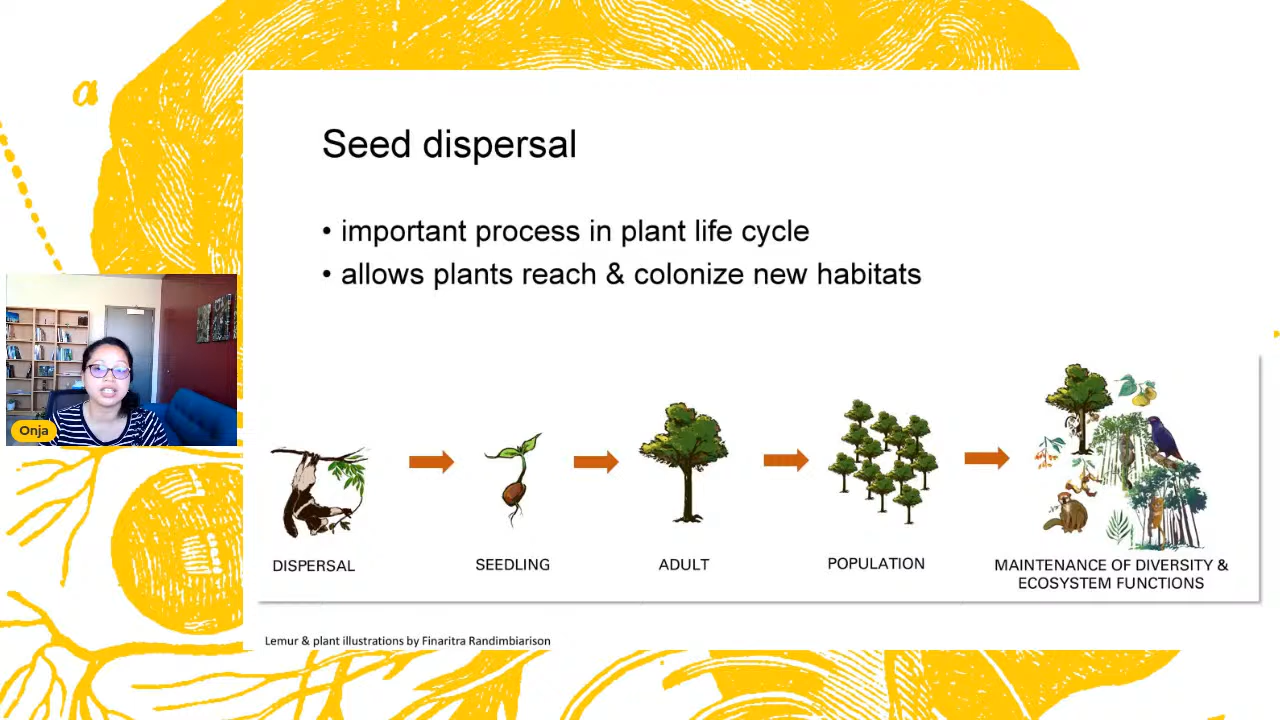 a
Seed dispersal
• important process in plant life cycle
• allows plants reach & colonize new habitats
Onja
DISPERSAL
SEEDLING
ADULT
POPULATION
MAINTENANCE OF DIVERSITY &
ECOSYSTEM FUNCTIONS
Lemur & plant illustrations by Finaritra Randimbiarison